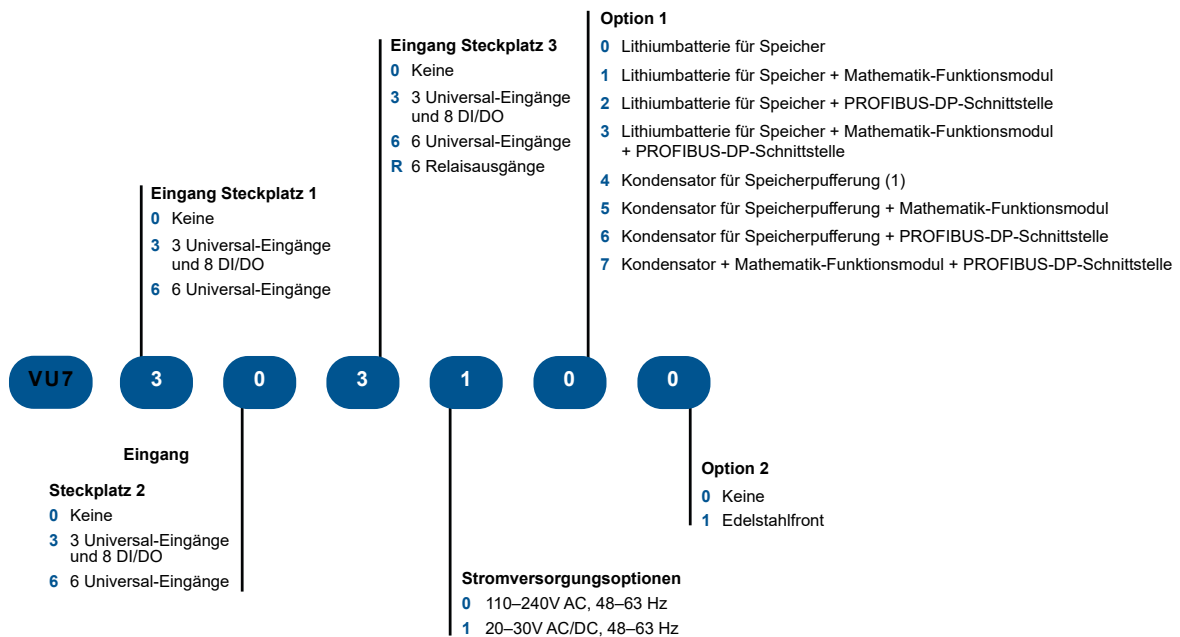 Option 1
0 Lithiumbatterie für Speicher
1 Lithiumbatterie für Speicher + Mathematik-Funktionsmodul
2 Lithiumbatterie für Speicher + PROFIBUS-DP-Schnittstelle
3 Lithiumbatterie für Speicher + Mathematik-Funktionsmodul
+ PROFIBUS-DP-Schnittstelle
4 Kondensator für Speicherpufferung (1)
5 Kondensator für Speicherpufferung + Mathematik-Funktionsmodul
6 Kondensator für Speicherpufferung + PROFIBUS-DP-Schnittstelle
7 Kondensator + Mathematik-Funktionsmodul + PROFIBUS-DP-Schnittstelle
Eingang Steckplatz 3
0 Keine
3 3 Universal-Eingänge
und 8 DI/DO
6 6 Universal-Eingänge
R 6 Relaisausgänge
Eingang Steckplatz 1
0 Keine
3 3 Universal-Eingänge
und 8 DI/DO
6 6 Universal-Eingänge
VU7 3 0 3 1 0 0
Eingang
Steckplatz 2
0 Keine
3 3 Universal-Eingänge
und 8 DI/DO
6 6 Universal-Eingänge
Option 2
0 Keine
1 Edelstahlfront
Stromversorgungsoptionen
0 110–240V AC, 48–63 Hz
1 20–30V AC/DC, 48–63 Hz